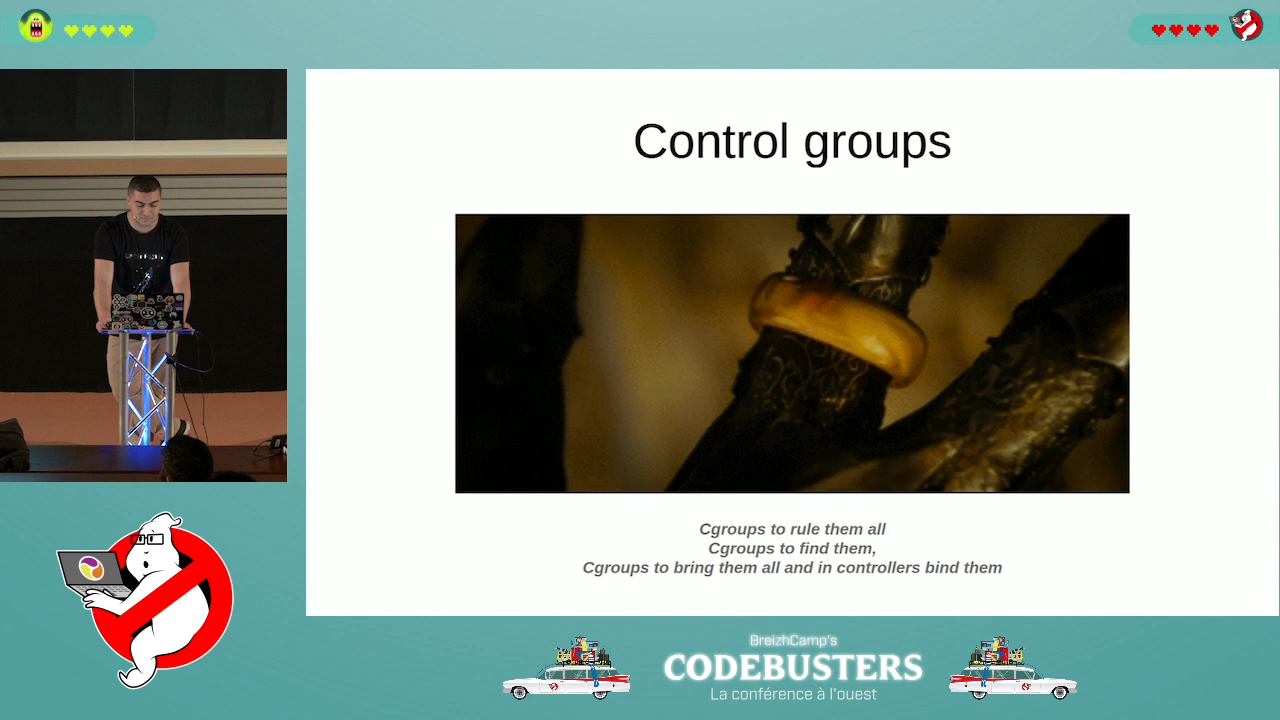 Control groups
Cgroups to rule them all
Cgroups to find them,
Cgroups to bring them all and in controllers bind them
BreizhCamp's
CODEBUSTERS
La conférence à l'ouest